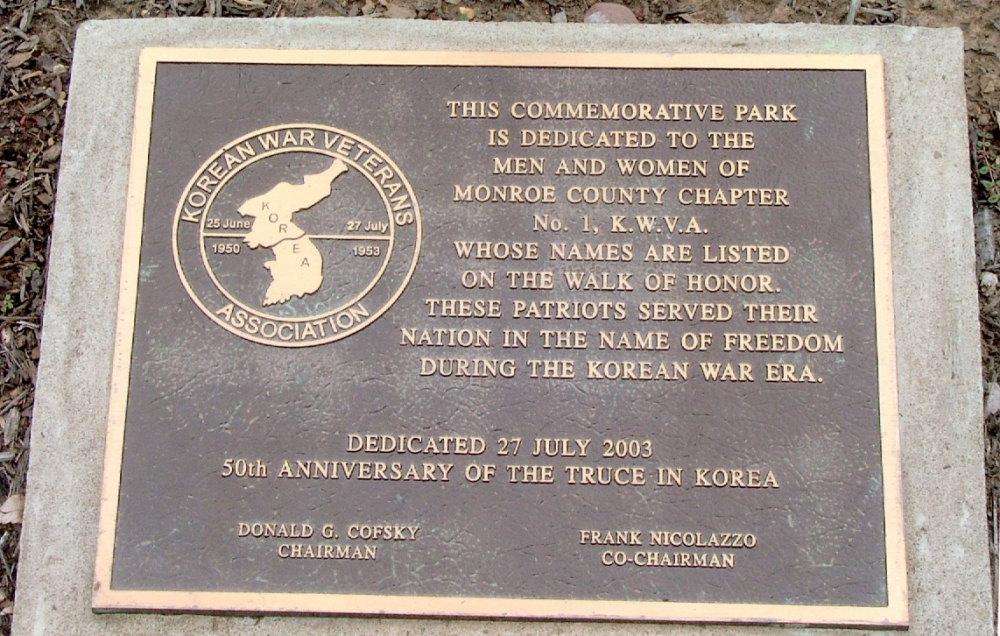 KOREAN WAR VETERANS
25 June
27 July
KOREA
1950
1953
ASSOCIATION
THIS COMMEMORATIVE PARK
IS DEDICATED TO THE
MEN AND WOMEN OF
MONROE COUNTY CHAPTER
No. 1, K.W.V.A.
WHOSE NAMES ARE LISTED
ON THE WALK OF HONOR.
THESE PATRIOTS SERVED THEIR
NATION IN THE NAME OF FREEDOM
DURING THE KOREAN WAR ERA.
DEDICATED 27 JULY 2003
50th ANNIVERSARY OF THE TRUCE IN KOREA
DONALD G. COFSKY
CHAIRMAN
FRANK NICOLAZZO
CO-CHAIRMAN